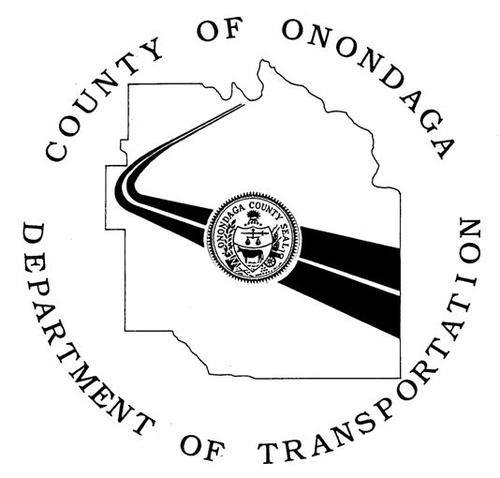 COUNTY OF ONONDAGA
DEPARTMENT OF TRANSPORTATION
ONONDAGA COUNTY SEAL